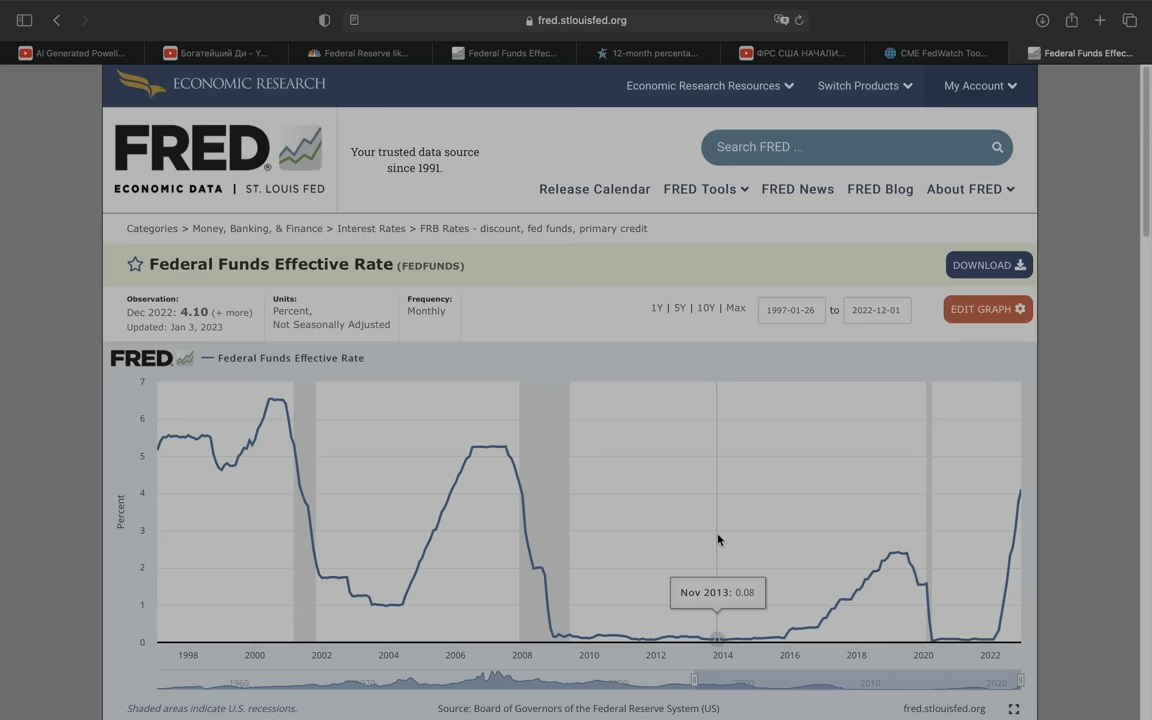 fred.stlouisfed.org
AI Generated Powell...
Богатейший Ди - Y...
Federal Reserve lik...
Federal Funds Effec...
12-month percenta...
ФРС США НАЧАЛИ...
CME FedWatch Too...
Federal Funds Effec...
ECONOMIC RESEARCH
Economic Research Resources
Switch Products
My Account
FRED®
ECONOMIC DATA | ST. LOUIS FED
Your trusted data source
since 1991.
Search FRED ...
Release Calendar
FRED Tools
FRED News
FRED Blog
About FRED
Categories > Money, Banking, & Finance > Interest Rates > FRB Rates - discount, fed funds, primary credit
Federal Funds Effective Rate (FEDFUNDS)
DOWNLOAD
Observation:
Dec 2022: 4.10 (+ more)
Updated: Jan 3, 2023
Units:
Percent,
Not Seasonally Adjusted
Frequency:
Monthly
1Y | 5Y | 10Y | Max
1997-01-26 to 2022-12-01
EDIT GRAPH
FRED Federal Funds Effective Rate
7
6
5
4
3
2
1
0
Percent
Nov 2013: 0.08
1998 2000 2002 2004 2006 2008 2010 2012 2014 2016 2018 2020 2022
1960 2000 2010 2020
Shaded areas indicate U.S. recessions.
Source: Board of Governors of the Federal Reserve System (US)
fred.stlouisfed.org